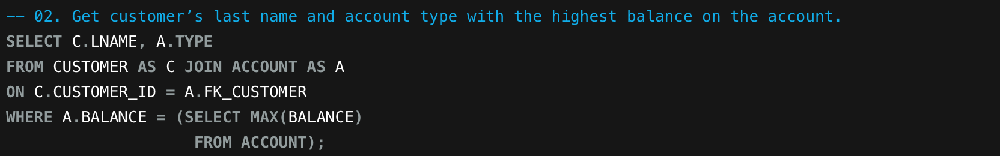 -- 02. Get customer’s last name and account type with the highest balance on the account.
SELECT C.LNAME, A.TYPE
FROM CUSTOMER AS C JOIN ACCOUNT AS A
ON C.CUSTOMER_ID = A.FK_CUSTOMER
WHERE A.BALANCE = (SELECT MAX(BALANCE)
FROM ACCOUNT);